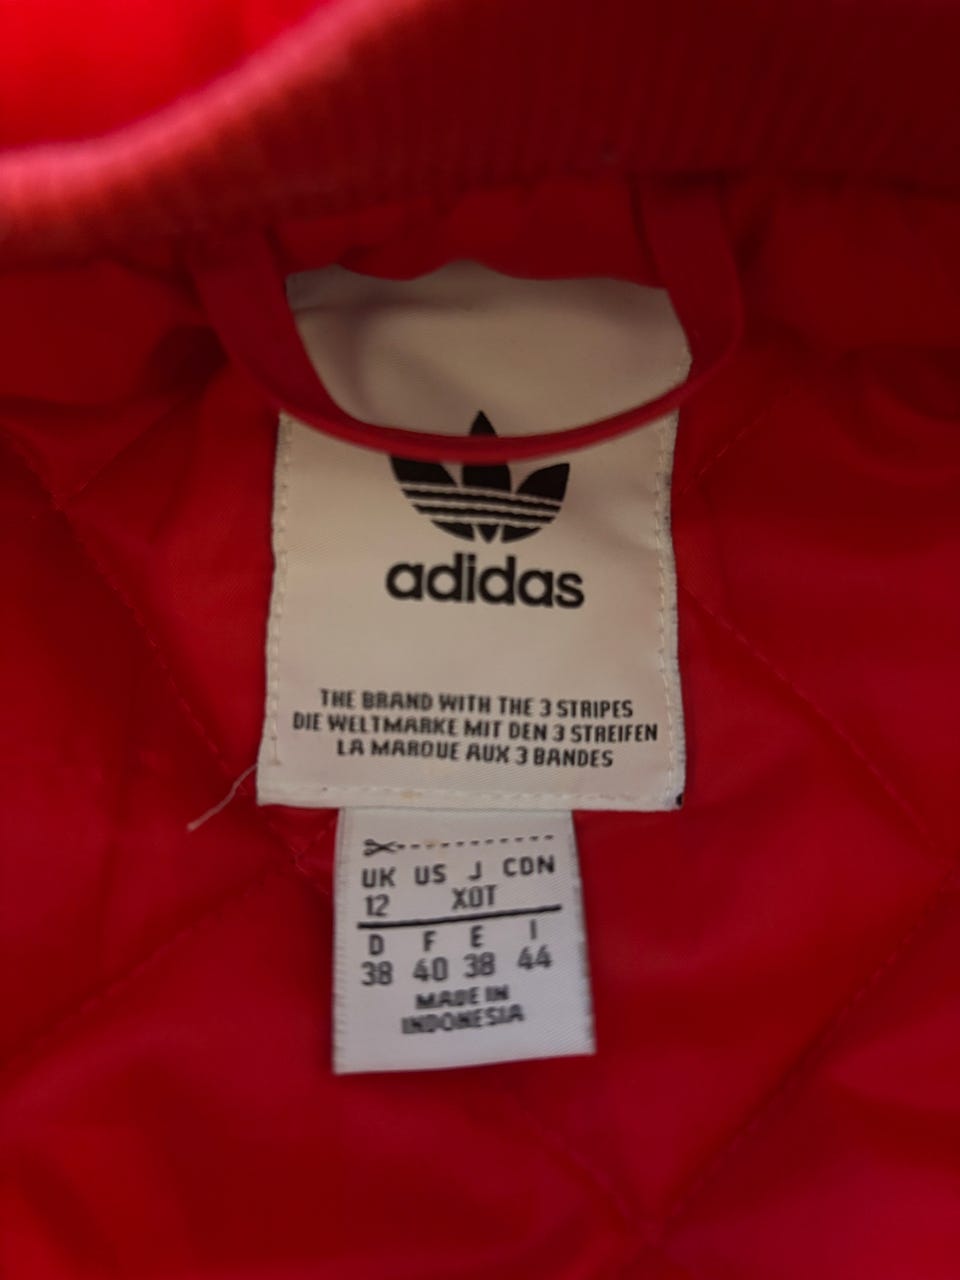 adidas
THE BRAND WITH THE 3 STRIPES
DIE WELTMARKE MIT DEN 3 STREIFEN
LA MARQUE AUX 3 BANDES
UK US J CDN
12 XOT
D F E I
38 40 38 44
MADE IN
INDONESIA